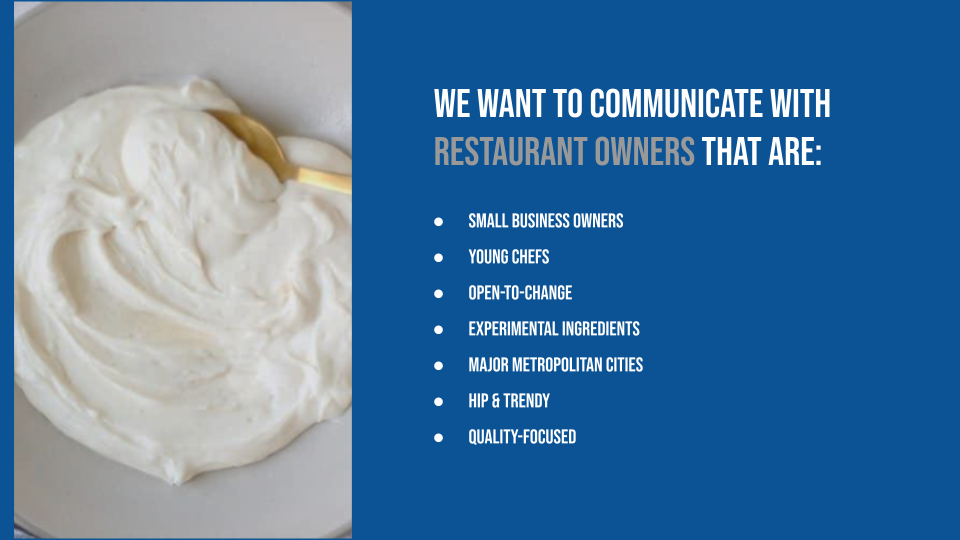 WE WANT TO COMMUNICATE WITH
RESTAURANT OWNERS THAT ARE:
● SMALL BUSINESS OWNERS
● YOUNG CHEFS
● OPEN-TO-CHANGE
● EXPERIMENTAL INGREDIENTS
● MAJOR METROPOLITAN CITIES
● HIP & TRENDY
● QUALITY-FOCUSED